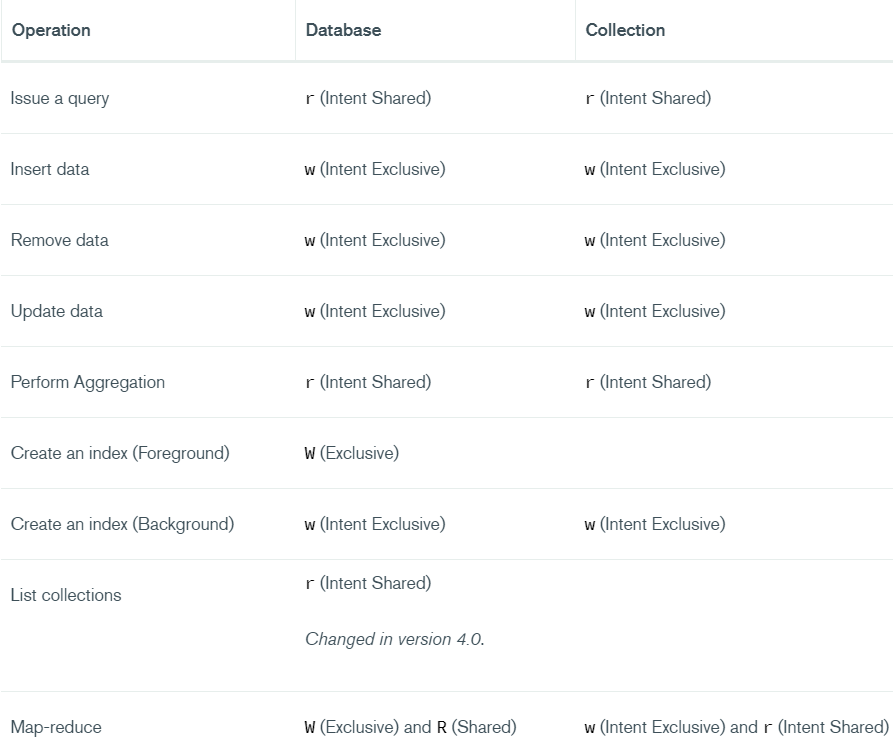 Operation Database Collection
Issue a query r (Intent Shared) r (Intent Shared)
Insert data w (Intent Exclusive) w (Intent Exclusive)
Remove data w (Intent Exclusive) w (Intent Exclusive)
Update data w (Intent Exclusive) w (Intent Exclusive)
Perform Aggregation r (Intent Shared) r (Intent Shared)
Create an index (Foreground) W (Exclusive)
Create an index (Background) w (Intent Exclusive) w (Intent Exclusive)
List collections r (Intent Shared)
Changed in version 4.0.
Map-reduce W (Exclusive) and R (Shared) w (Intent Exclusive) and r (Intent Shared)